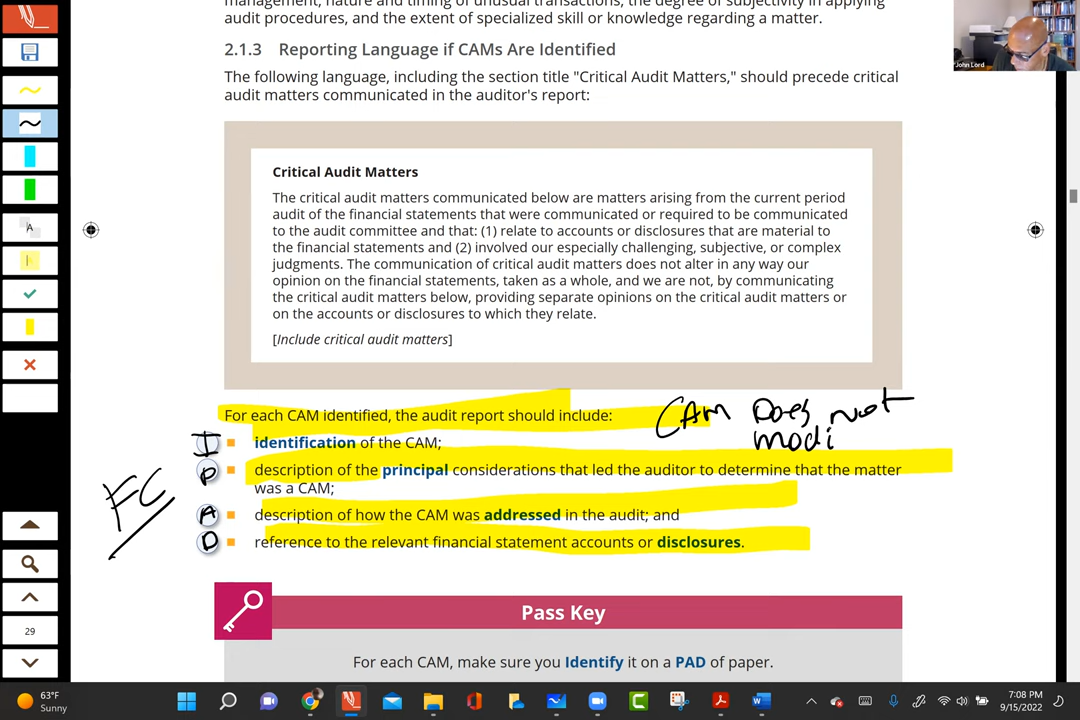 management, nature and timing of unusual transactions, the degree of subjectivity in applying
audit procedures, and the extent of specialized skill or knowledge regarding a matter.
John Lord
2.1.3 Reporting Language if CAMs Are Identified
The following language, including the section title "Critical Audit Matters," should precede critical
audit matters communicated in the auditor's report:
Critical Audit Matters
The critical audit matters communicated below are matters arising from the current period
audit of the financial statements that were communicated or required to be communicated
to the audit committee and that: (1) relate to accounts or disclosures that are material to
the financial statements and (2) involved our especially challenging, subjective, or complex
judgments. The communication of critical audit matters does not alter in any way our
opinion on the financial statements, taken as a whole, and we are not, by communicating
the critical audit matters below, providing separate opinions on the critical audit matters or
on the accounts or disclosures to which they relate.
[Include critical audit matters]
For each CAM identified, the audit report should include:
CAM Does not
modi
I identification of the CAM;
P description of the principal considerations that led the auditor to determine that the matter
was a CAM;
FC
A description of how the CAM was addressed in the audit; and
D reference to the relevant financial statement accounts or disclosures.
Pass Key
For each CAM, make sure you Identify it on a PAD of paper.
A
29
63°F
Sunny
7:08 PM
9/15/2022